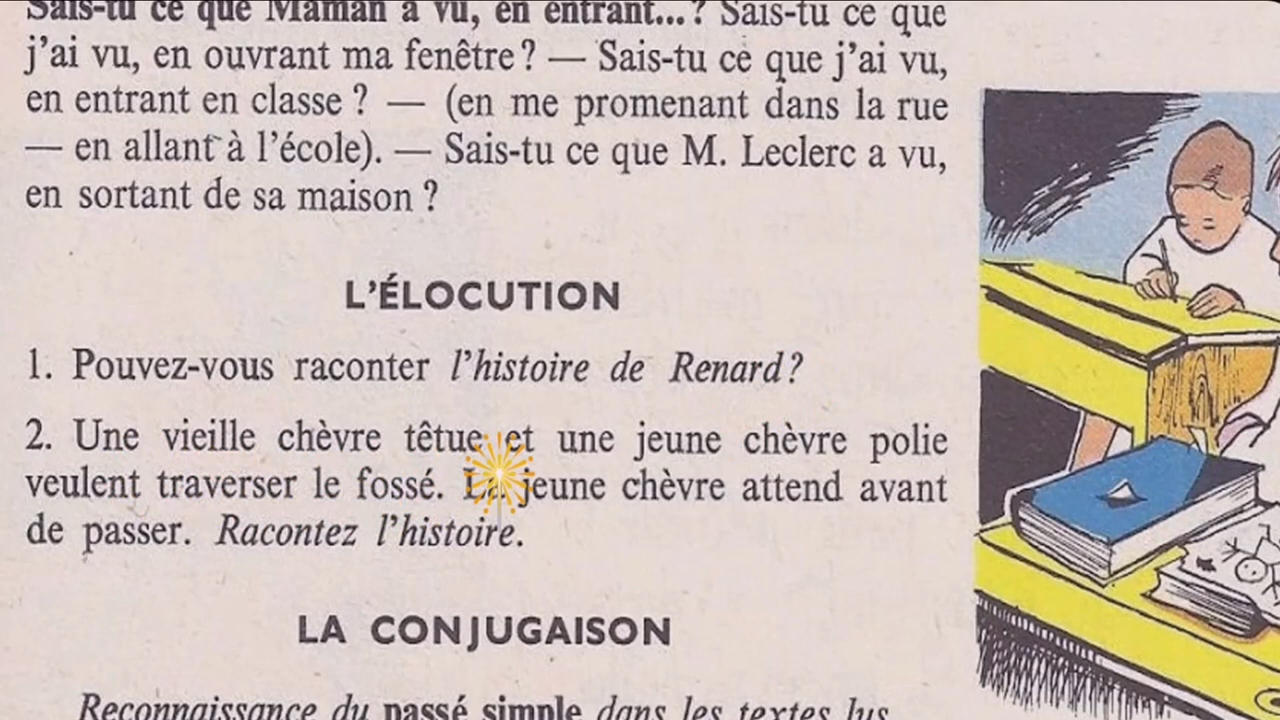 Sais-tu ce que Maman a vu, en entrant...? Sais-tu ce que
j'ai vu, en ouvrant ma fenêtre? — Sais-tu ce que j'ai vu,
en entrant en classe? — (en me promenant dans la rue
— en allant à l'école). — Sais-tu ce que M. Leclerc a vu,
en sortant de sa maison?
L'ÉLOCUTION
1. Pouvez-vous raconter l'histoire de Renard?
2. Une vieille chèvre têtue et une jeune chèvre polie
veulent traverser le fossé. La jeune chèvre attend avant
de passer. Racontez l'histoire.
LA CONJUGAISON
Reconnaissance du passé simple dans les textes lus